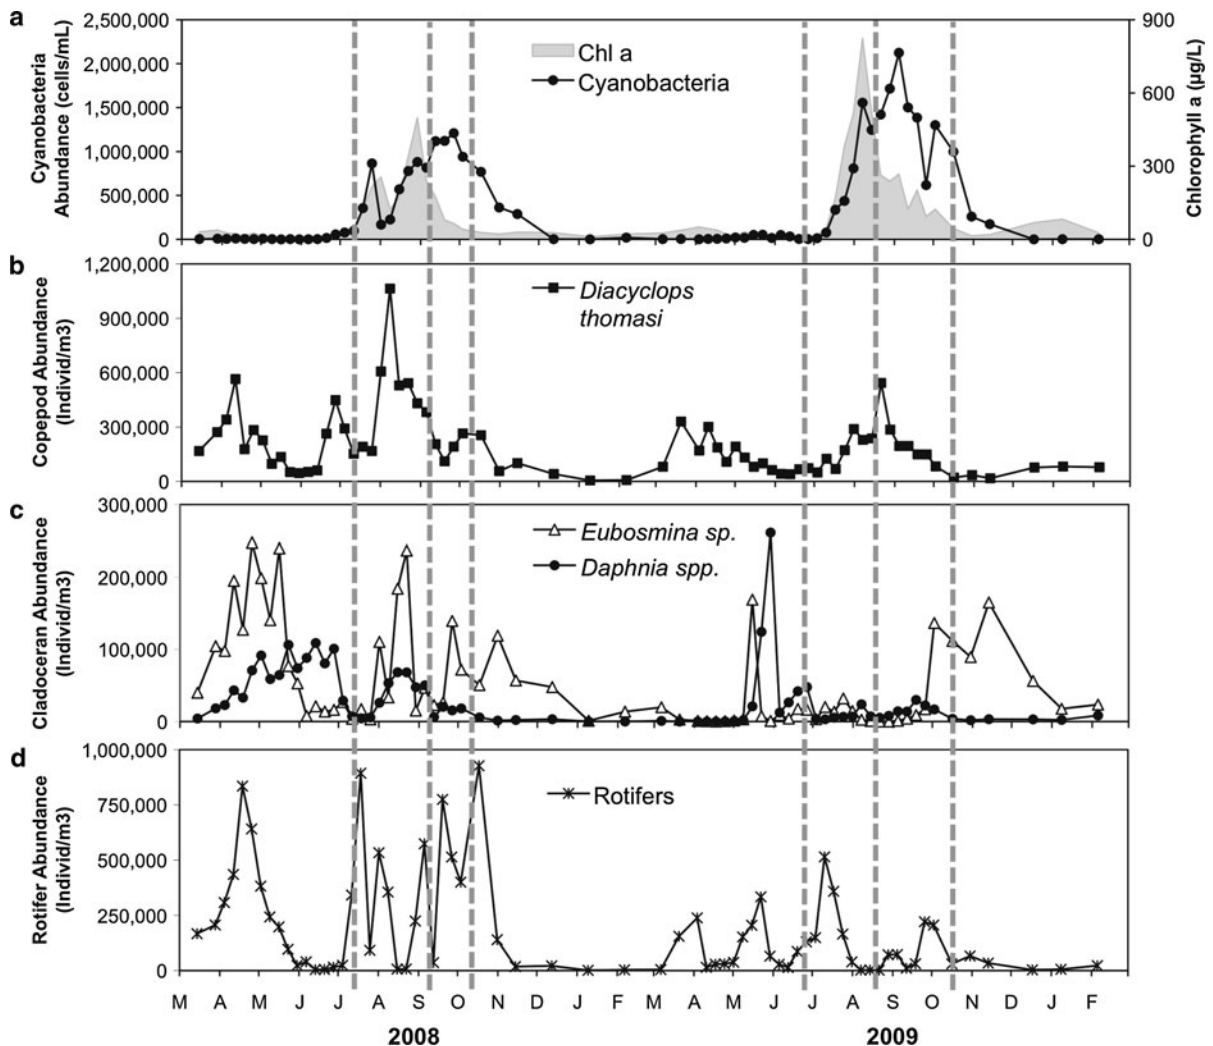 a
Cyanobacteria
Abundance (cells/mL)
2,500,000
2,000,000
1,500,000
1,000,000
500,000
0
Chl a
Cyanobacteria
900
600
300
0
Chlorophyll a (µg/L)
b
Copepod Abundance
(Individ/m3)
1,200,000
900,000
600,000
300,000
0
Diacyclops
thomasi
c
Cladoceran Abundance
(Individ/m3)
300,000
200,000
100,000
0
Eubosmina sp.
Daphnia spp.
d
Rotifer Abundance
(Individ/m3)
1,000,000
750,000
500,000
250,000
0
Rotifers
M A M J J A S O N D J F M A M J J A S O N D J F
2008 2009